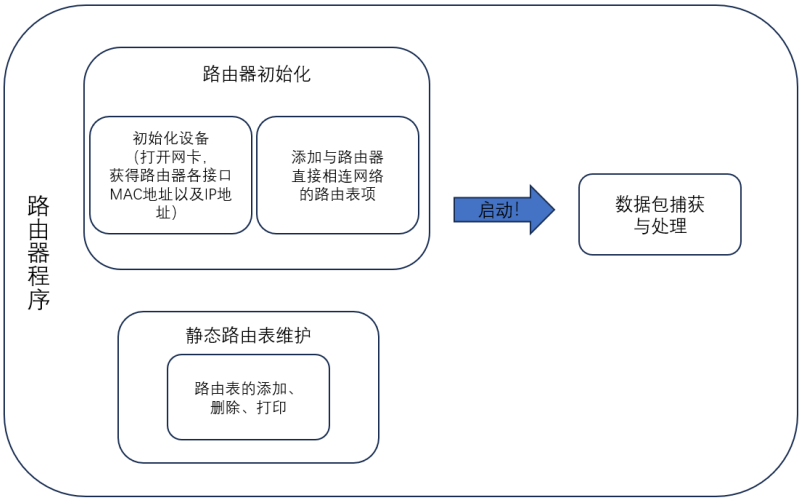 路由器程序
路由器初始化
初始化设备
（打开网卡，
获得路由器各接口
MAC地址以及IP地
址）
添加与路由器
直接相连网络
的路由表项
启动！
数据包捕获
与处理
静态路由表维护
路由表的添加、
删除、打印